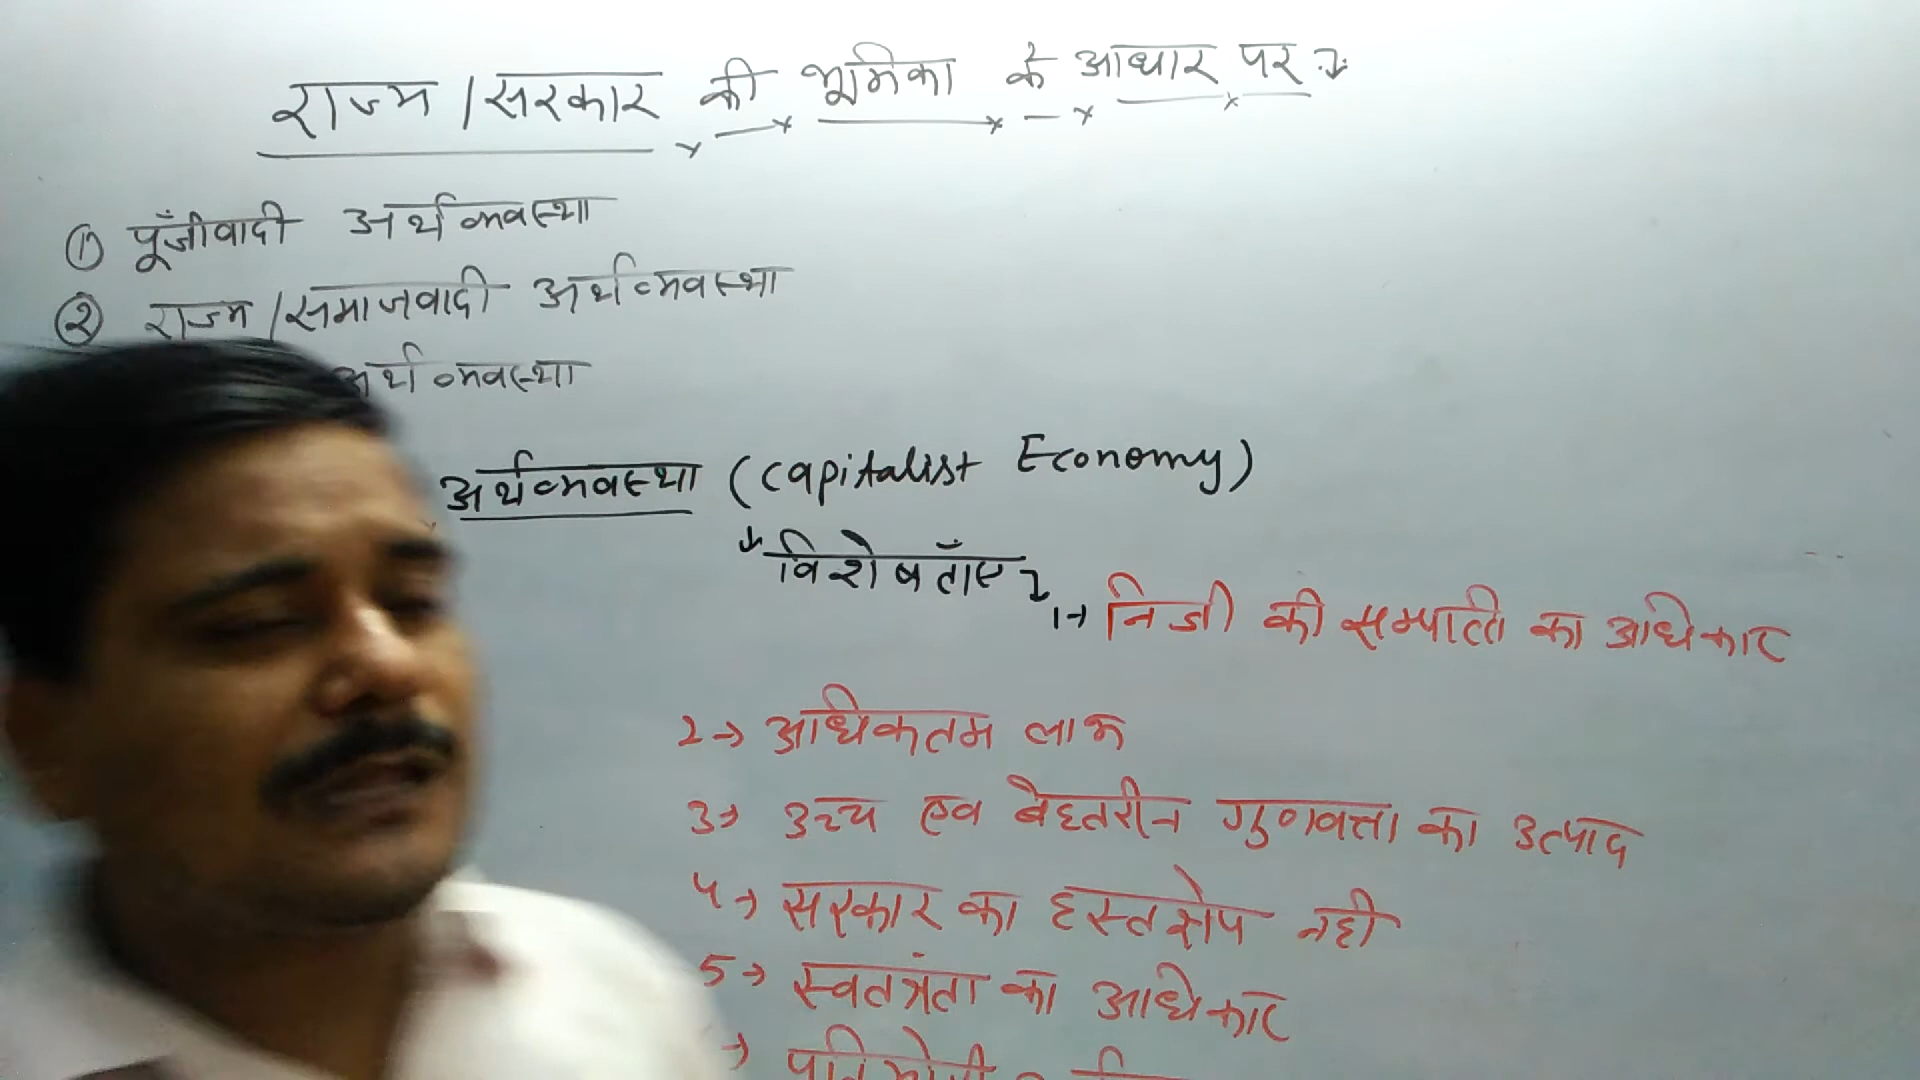 राज्य / सरकार की भूमिका के आधार पर :→
① पूँजीवादी अर्थव्यवस्था
② राज्य / समाजवादी अर्थव्यवस्था
अर्थव्यवस्था
अर्थव्यवस्था (Capitalist Economy)
विशेषताँए
1→ निजी की सम्पत्ति का अधिकार
2→ अधिकतम लाभ
3→ उच्च एव बेहतरीन गुणवत्ता का उत्पाद
4→ सरकार का हस्तक्षेप नही
5→ स्वतत्रंता का अधिकार